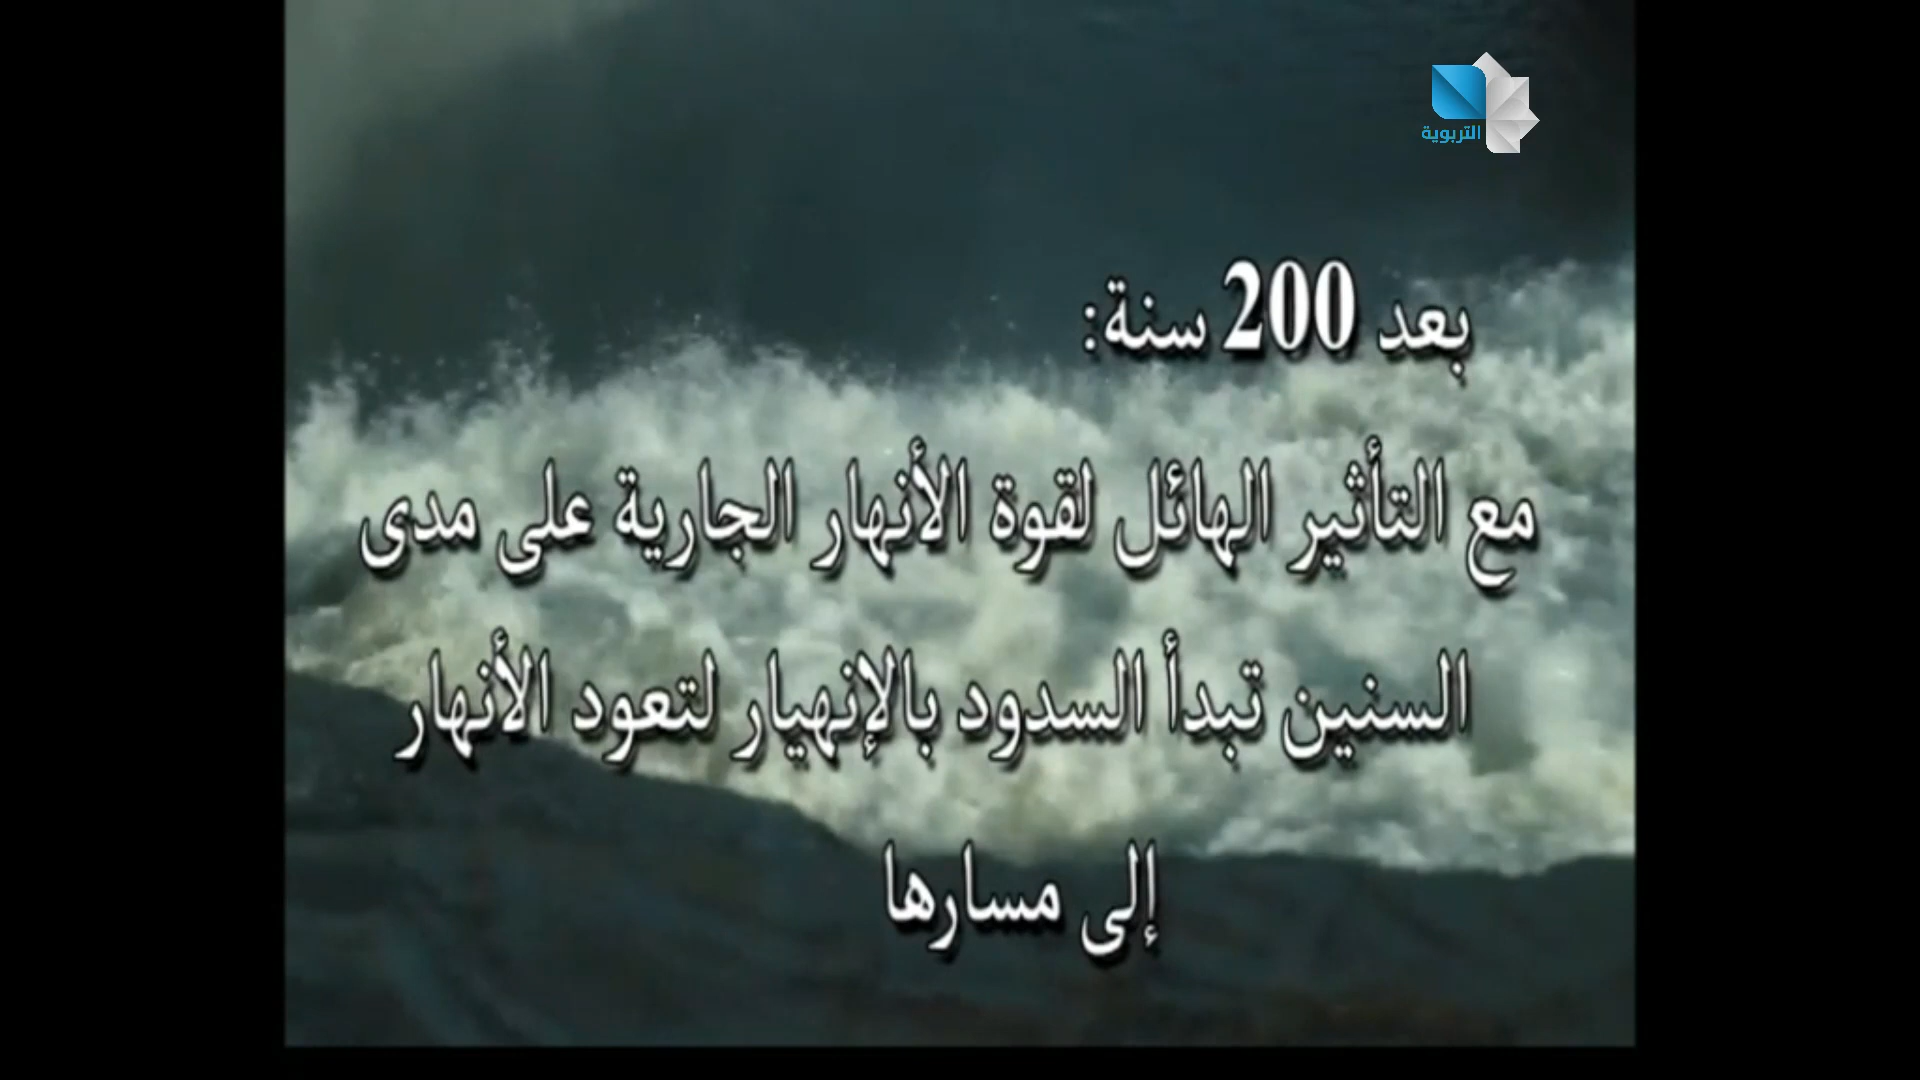 التربوية
بعد 200 سنة:
مع التأثير الهائل لقوة الأنهار الجارية على مدى
السنين تبدأ السدود بالإنهيار لتعود الأنهار
إلى مسارها